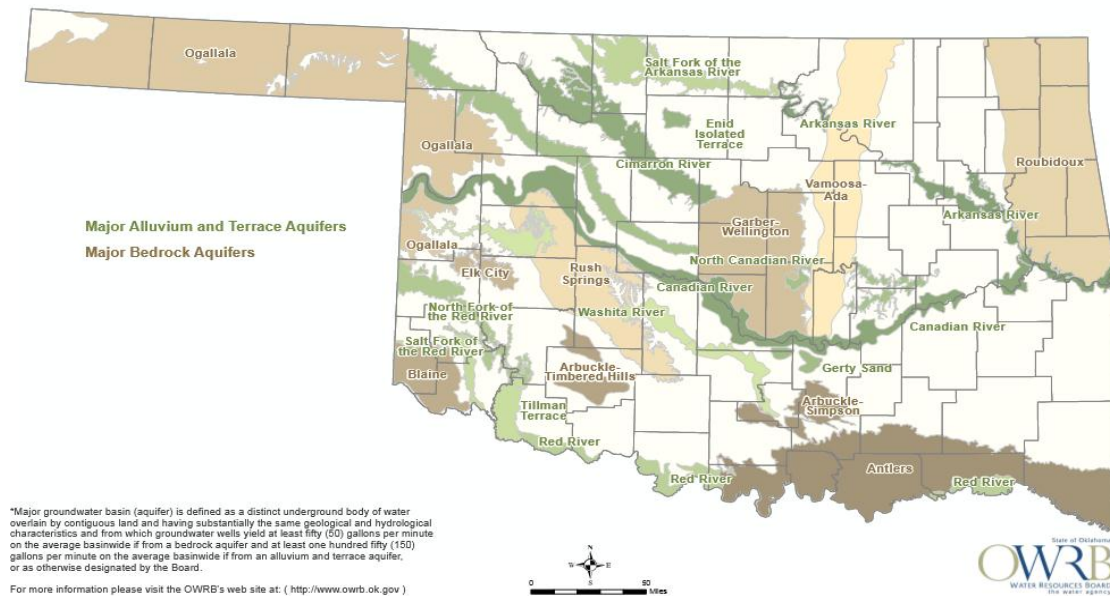 Ogallala
Salt Fork of the
Arkansas River
Enid
Isolated
Terrace
Arkansas River
Ogallala
Cimarron River
Roubidoux
Vamoosa-
Ada
Major Alluvium and Terrace Aquifers
Garber-
Wellington
Arkansas River
Major Bedrock Aquifers
Ogallala
North Canadian River
Elk City
Rush
Springs
Canadian River
North Fork of
the Red River
Washita River
Canadian River
Salt Fork of
the Red River
Blaine
Arbuckle-
Timbered Hills
Gerty Sand
Tillman
Terrace
Arbuckle-
Simpson
Red River
Antlers
Red River
Red River
*Major groundwater basin (aquifer) is defined as a distinct underground body of water
overlain by contiguous land and having substantially the same geological and hydrological
characteristics and from which groundwater wells yield at least fifty (50) gallons per minute
on the average basinwide if from a bedrock aquifer and at least one hundred fifty (150)
gallons per minute on the average basinwide if from an alluvium and terrace aquifer,
or as otherwise designated by the Board.
For more information please visit the OWRB's web site at: ( http://www.owrb.ok.gov )
N
W E
S
0 90
Miles
State of Oklahoma
OWRB
WATER RESOURCES BOARD
the water agency